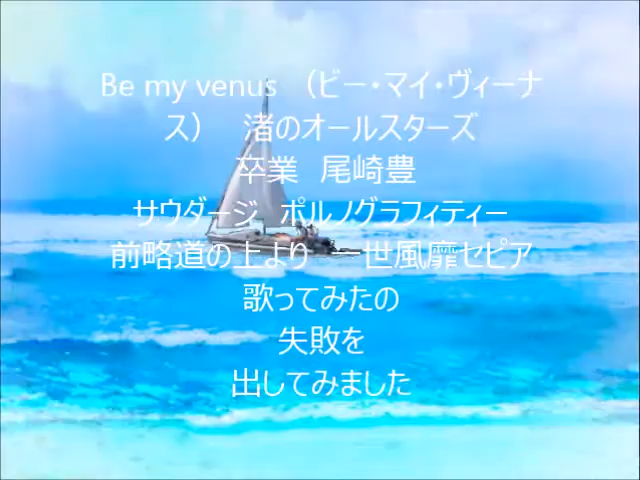 Be my venus （ビー・マイ・ヴィーナ
ス）　渚のオールスターズ
卒業　尾崎豊
サウダージ　ポルノグラフィティー
前略道の上より　一世風靡セピア
歌ってみたの
失敗を
出してみました